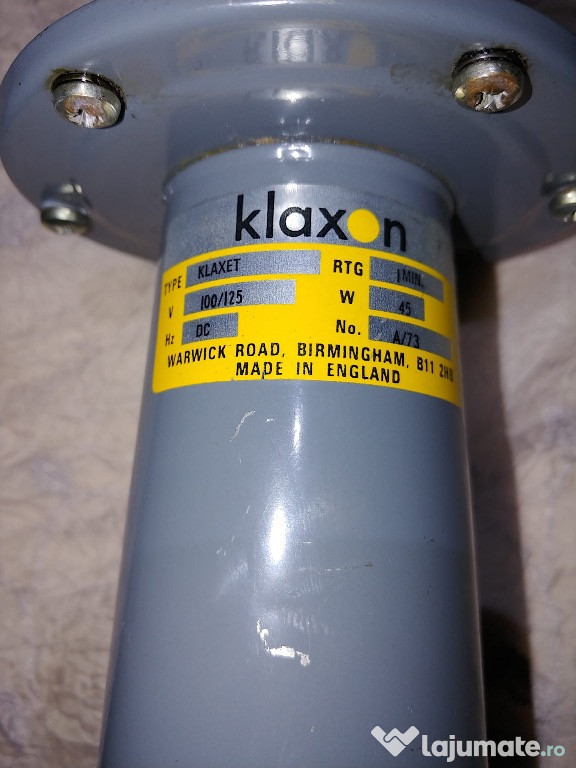 klaxon
TYPE KLAXET RTG 1MIN.
V 100/125 W 45
Hz DC No. A/73
WARWICK ROAD, BIRMINGHAM, B11 2HB
MADE IN ENGLAND
lajumate.ro